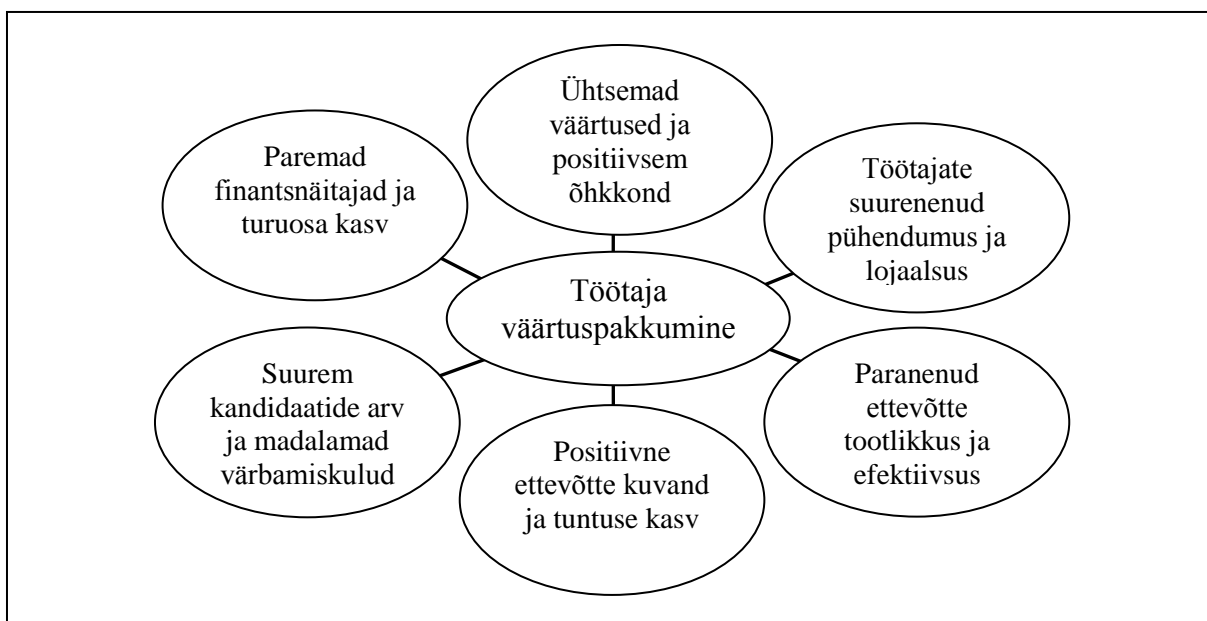 Ühtsemad
väärtused ja
positiivsem
õhkkond
Paremad
finantsnäitajad ja
turuosa kasv
Töötajate
suurenenud
pühendumus ja
lojaalsus
Töötaja
väärtuspakkumine
Suurem
kandidaatide arv
ja madalamad
värbamiskulud
Positiivne
ettevõtte kuvand
ja tuntuse kasv
Paranenud
ettevõtte
tootlikkus ja
efektiivsus